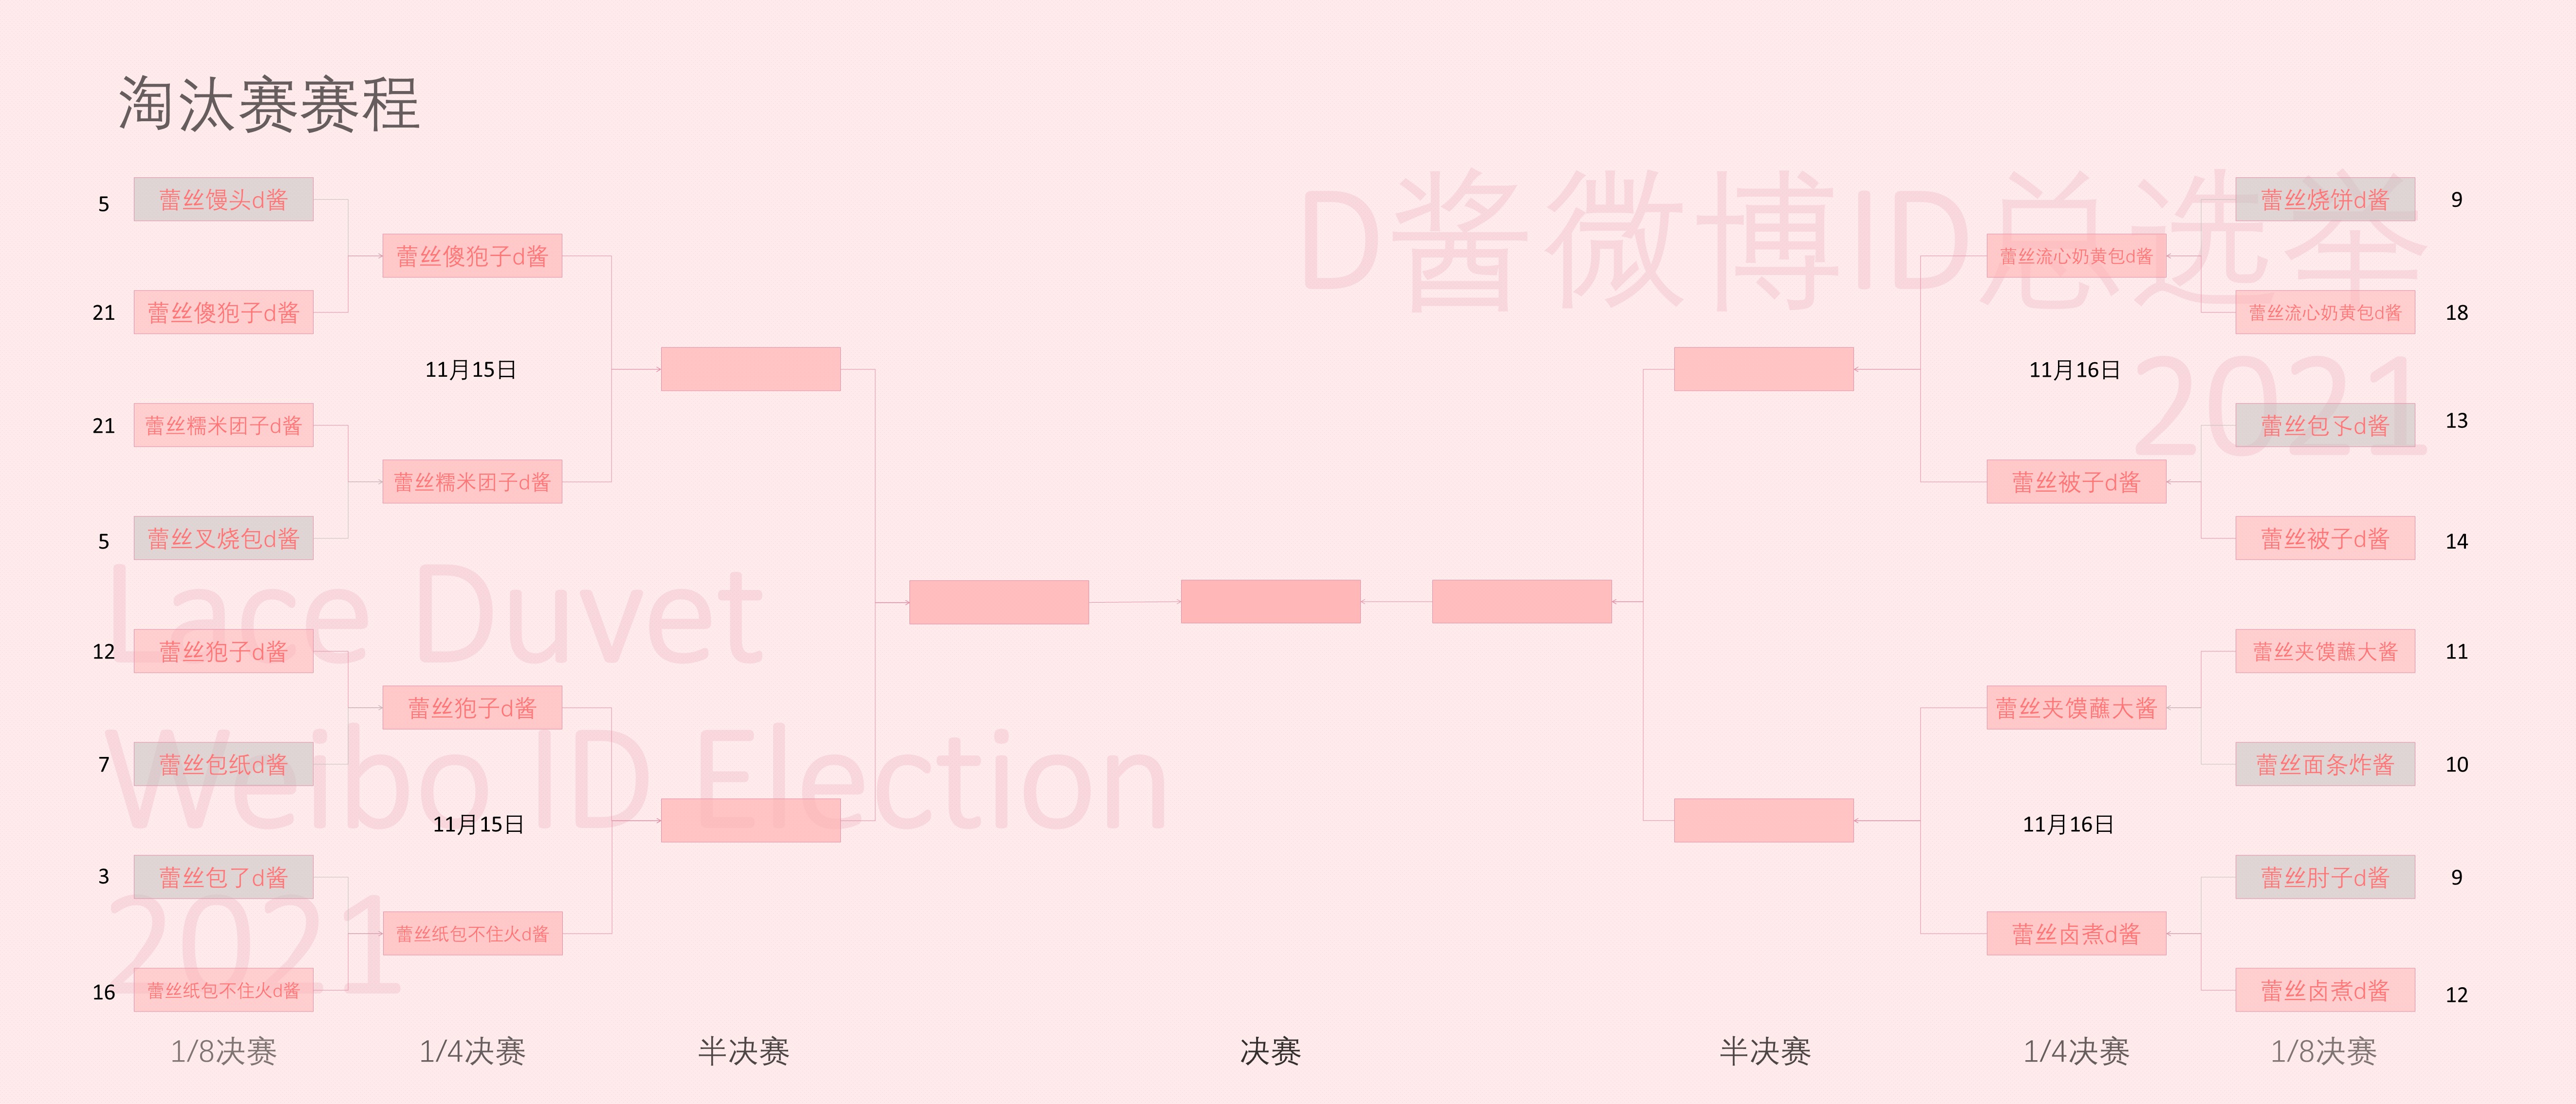 淘汰赛赛程
D酱微博ID总选举
2021
Lace Duvet
Weibo ID Election
2021
5 蕾丝馒头d酱
21 蕾丝傻狍子d酱
21 蕾丝糯米团子d酱
5 蕾丝叉烧包d酱
12 蕾丝狍子d酱
7 蕾丝包纸d酱
3 蕾丝包了d酱
16 蕾丝纸包不住火d酱
蕾丝傻狍子d酱
11月15日
蕾丝糯米团子d酱
蕾丝狍子d酱
11月15日
蕾丝纸包不住火d酱
蕾丝流心奶黄包d酱
11月16日
蕾丝被子d酱
蕾丝夹馍蘸大酱
11月16日
蕾丝卤煮d酱
蕾丝烧饼d酱 9
蕾丝流心奶黄包d酱 18
蕾丝包子d酱 13
蕾丝被子d酱 14
蕾丝夹馍蘸大酱 11
蕾丝面条炸酱 10
蕾丝肘子d酱 9
蕾丝卤煮d酱 12
1/8决赛 1/4决赛 半决赛 决赛 半决赛 1/4决赛 1/8决赛